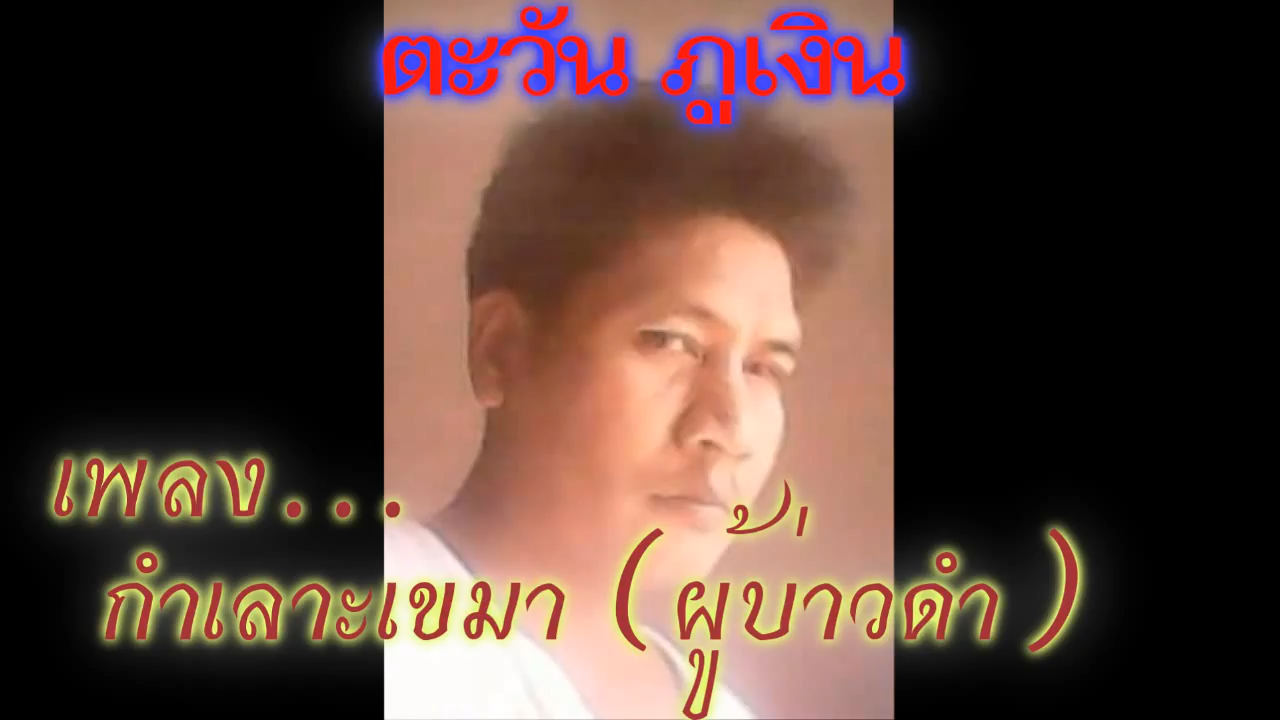 ตะวัน ภูเงิน
เพลง...
กำเลาะเขมา ( ผู้บ่าวดำ )